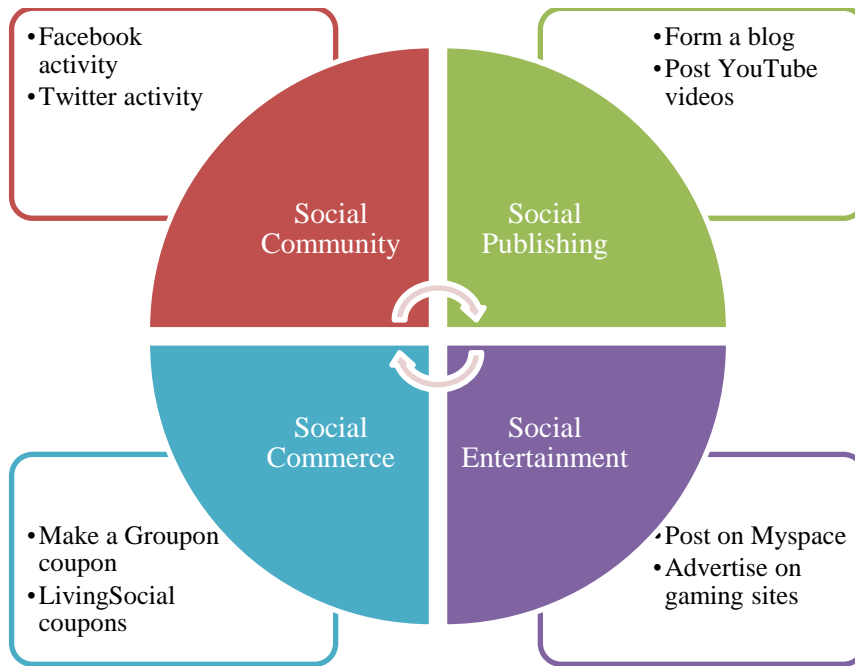 •Facebook
activity
•Twitter activity
•Form a blog
•Post YouTube
videos
Social
Community
Social
Publishing
Social
Commerce
Social
Entertainment
•Make a Groupon
coupon
•LivingSocial
coupons
•Post on Myspace
•Advertise on
gaming sites